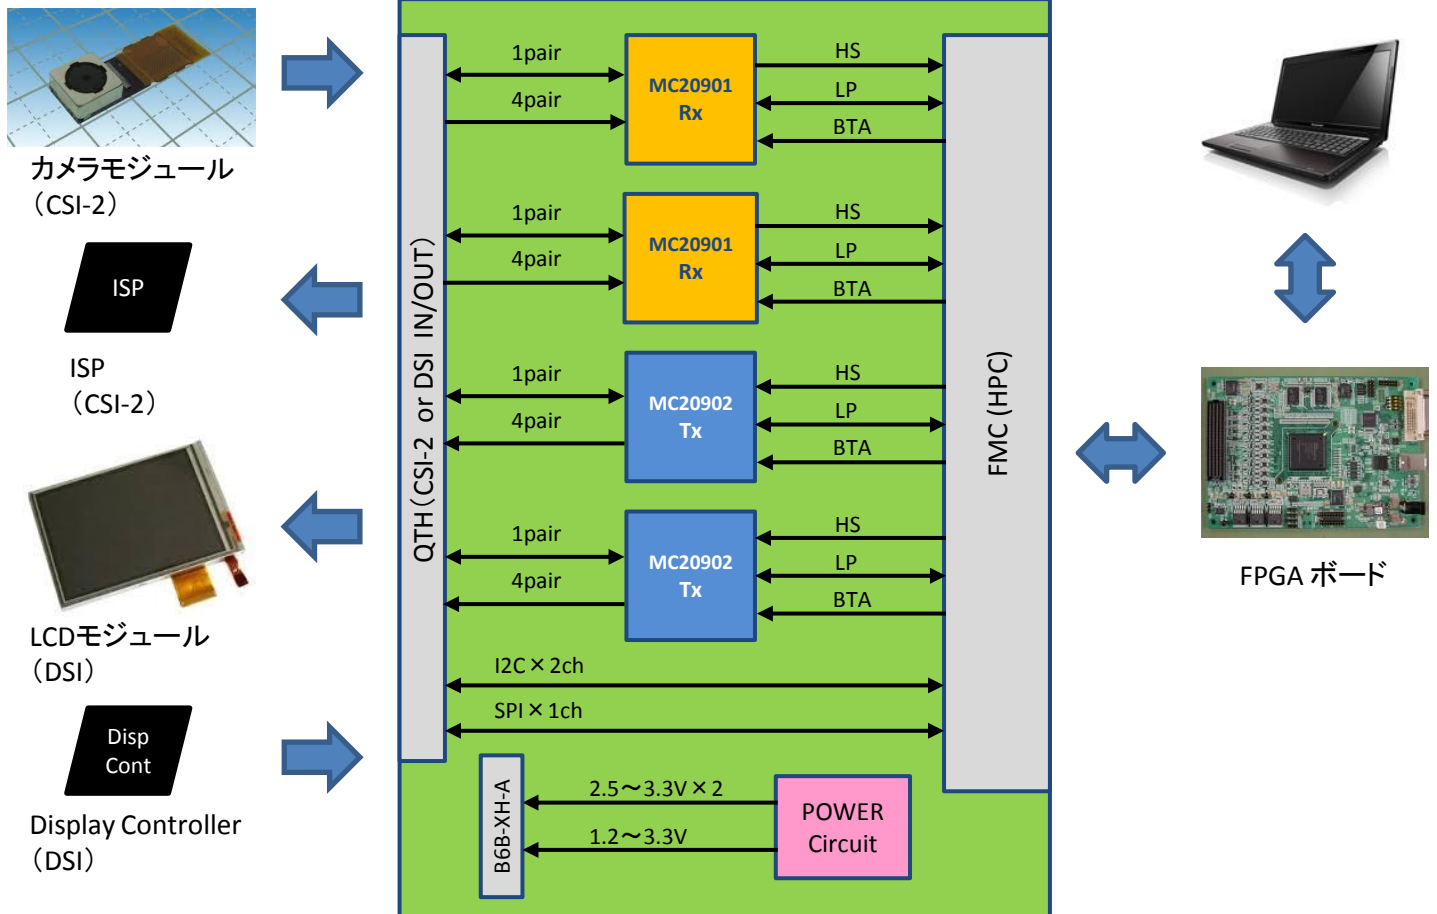 カメラモジュール
（CSI-2）
ISP
ISP
（CSI-2）
LCDモジュール
（DSI）
Disp
Cont
Display Controller
（DSI）
QTH（CSI-2 or DSI IN/OUT）
1pair
4pair
MC20901
Rx
HS
LP
BTA
1pair
4pair
MC20901
Rx
HS
LP
BTA
1pair
4pair
MC20902
Tx
HS
LP
BTA
1pair
4pair
MC20902
Tx
HS
LP
BTA
I2C×2ch
SPI×1ch
B6B-XH-A
2.5～3.3V×2
1.2～3.3V
POWER
Circuit
FMC (HPC)
FPGA ボード